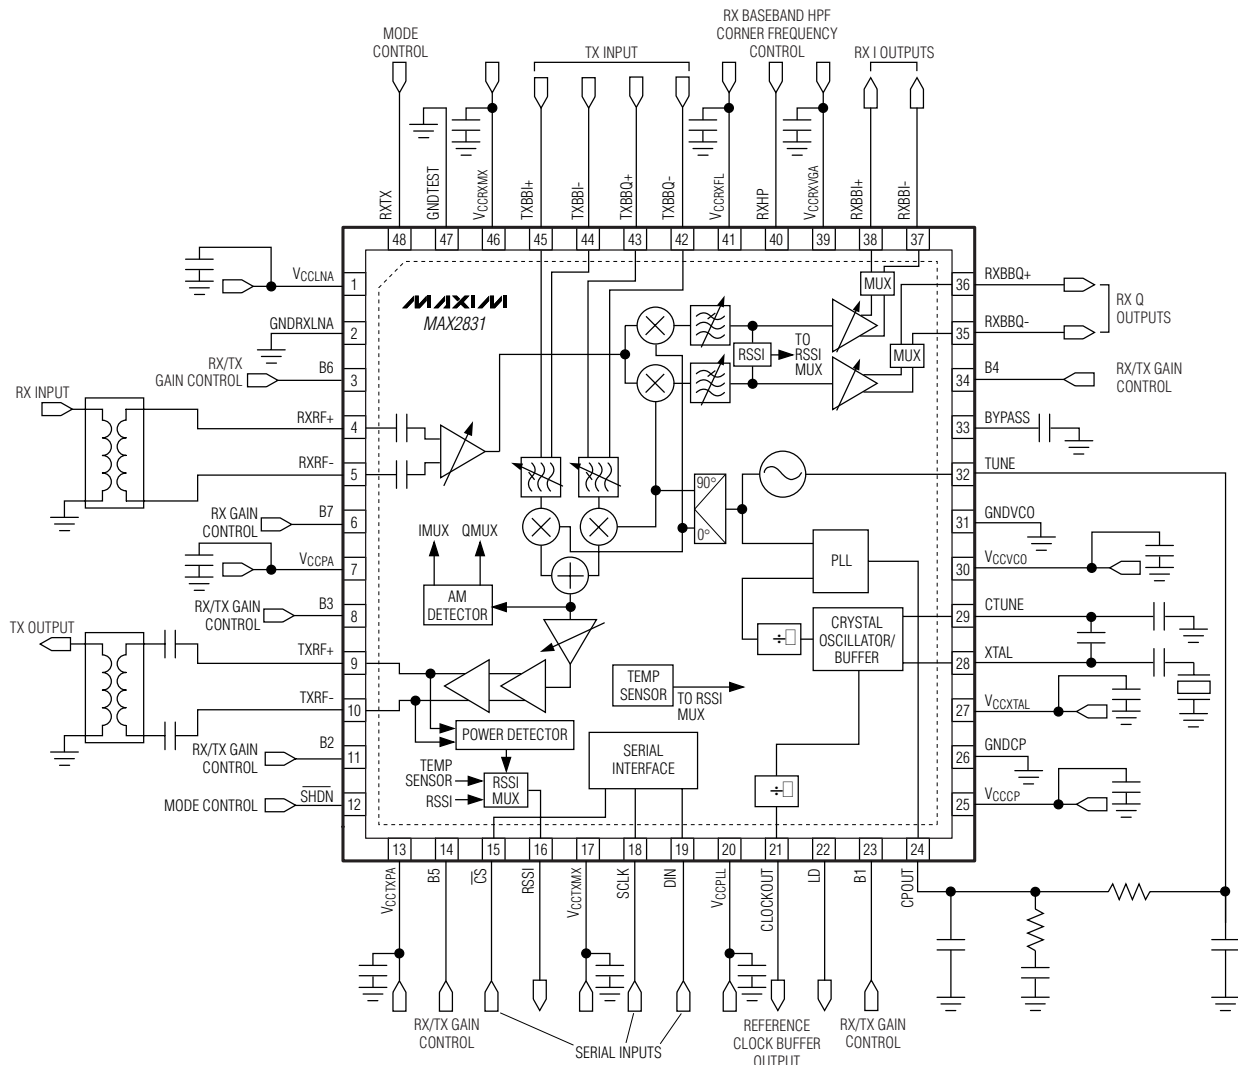 MODE
CONTROL
TX INPUT
RX BASEBAND HPF
CORNER FREQUENCY
CONTROL
RX I OUTPUTS
RXTX
GNDTEST
VCCRXMX
TXBBI+
TXBBI-
TXBBQ+
TXBBQ-
VCCRXFL
RXHP
VCCRXVGA
RXBBI+
RXBBI-
48
47
46
45
44
43
42
41
40
39
38
37
VCCLNA
1
GNDRXLNA
2
RX/TX
GAIN CONTROL
B6
3
RX INPUT
RXRF+
4
RXRF-
5
RX GAIN
CONTROL
B7
6
VCCPA
7
RX/TX GAIN
CONTROL
B3
8
TX OUTPUT
TXRF+
9
TXRF-
10
RX/TX GAIN
CONTROL
B2
11
MODE CONTROL
SHDN
12
MAXIM
MAX2831
MUX
MUX
RSSI
TO
RSSI
MUX
90°
0°
IMUX
QMUX
AM
DETECTOR
PLL
÷
CRYSTAL
OSCILLATOR/
BUFFER
TEMP
SENSOR
TO RSSI
MUX
POWER DETECTOR
TEMP
SENSOR
RSSI
RSSI
MUX
SERIAL
INTERFACE
÷
36
RXBBQ+
35
RXBBQ-
RX Q
OUTPUTS
34
B4
RX/TX GAIN
CONTROL
33
BYPASS
32
TUNE
31
GNDVCO
30
VCCVCO
29
CTUNE
28
XTAL
27
VCCXTAL
26
GNDCP
25
VCCCP
13
14
15
16
17
18
19
20
21
22
23
24
VCCTXPA
B5
CS
RSSI
VCCTXMX
SCLK
DIN
VCCPLL
CLOCKOUT
LD
B1
CPOUT
RX/TX GAIN
CONTROL
SERIAL INPUTS
REFERENCE
CLOCK BUFFER
OUTPUT
RX/TX GAIN
CONTROL